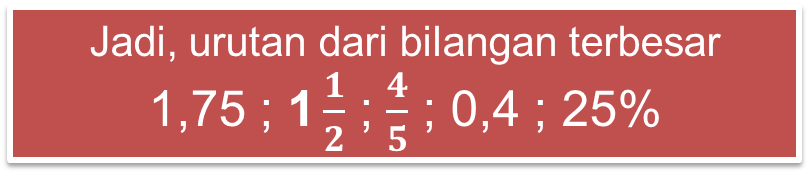 Jadi, urutan dari bilangan terbesar
1,75 ; 1 1/2 ; 4/5 ; 0,4 ; 25%